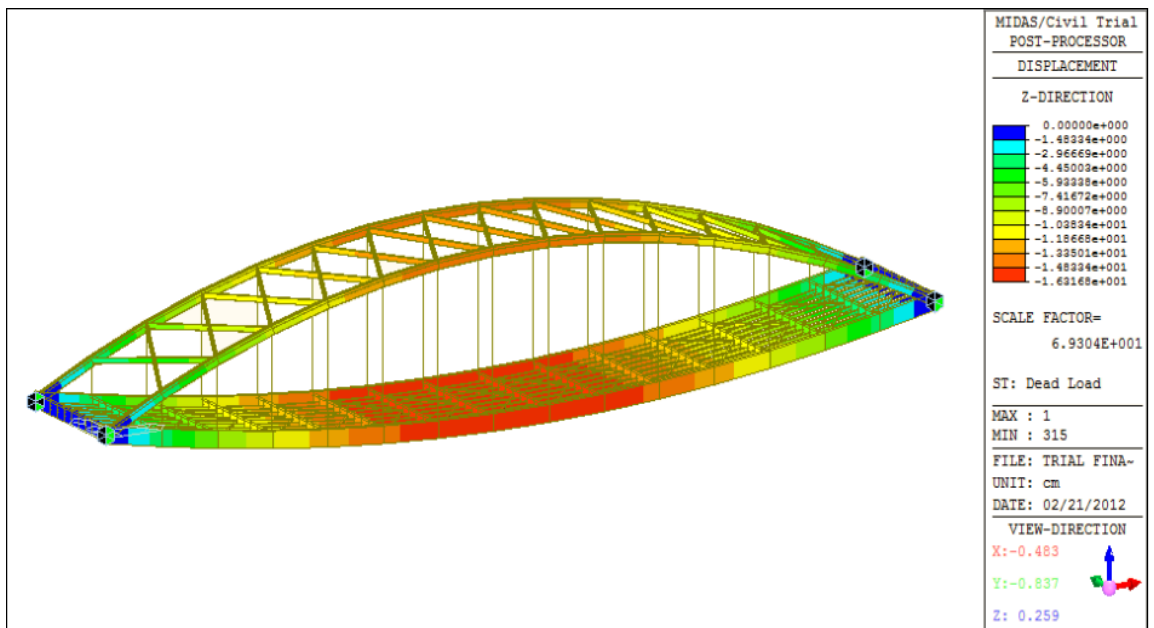 MIDAS/Civil Trial
POST-PROCESSOR
DISPLACEMENT
Z-DIRECTION
0.00000e+000
-1.48334e+000
-2.96669e+000
-4.45003e+000
-5.93338e+000
-7.41672e+000
-8.90007e+000
-1.03834e+001
-1.18668e+001
-1.33501e+001
-1.48334e+001
-1.63168e+001
SCALE FACTOR=
6.9304E+001
ST: Dead Load
MAX : 1
MIN : 315
FILE: TRIAL FINA~
UNIT: cm
DATE: 02/21/2012
VIEW-DIRECTION
X:-0.483
Y:-0.837
Z: 0.259